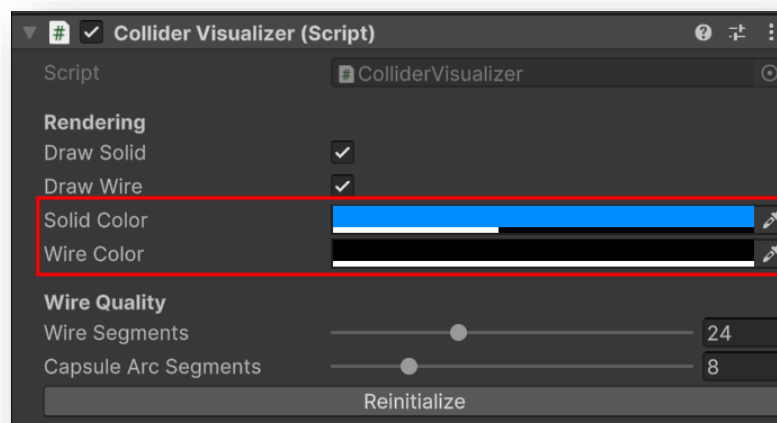 Collider Visualizer (Script)
Script # ColliderVisualizer
Rendering
Draw Solid
Draw Wire
Solid Color
Wire Color
Wire Quality
Wire Segments 24
Capsule Arc Segments 8
Reinitialize